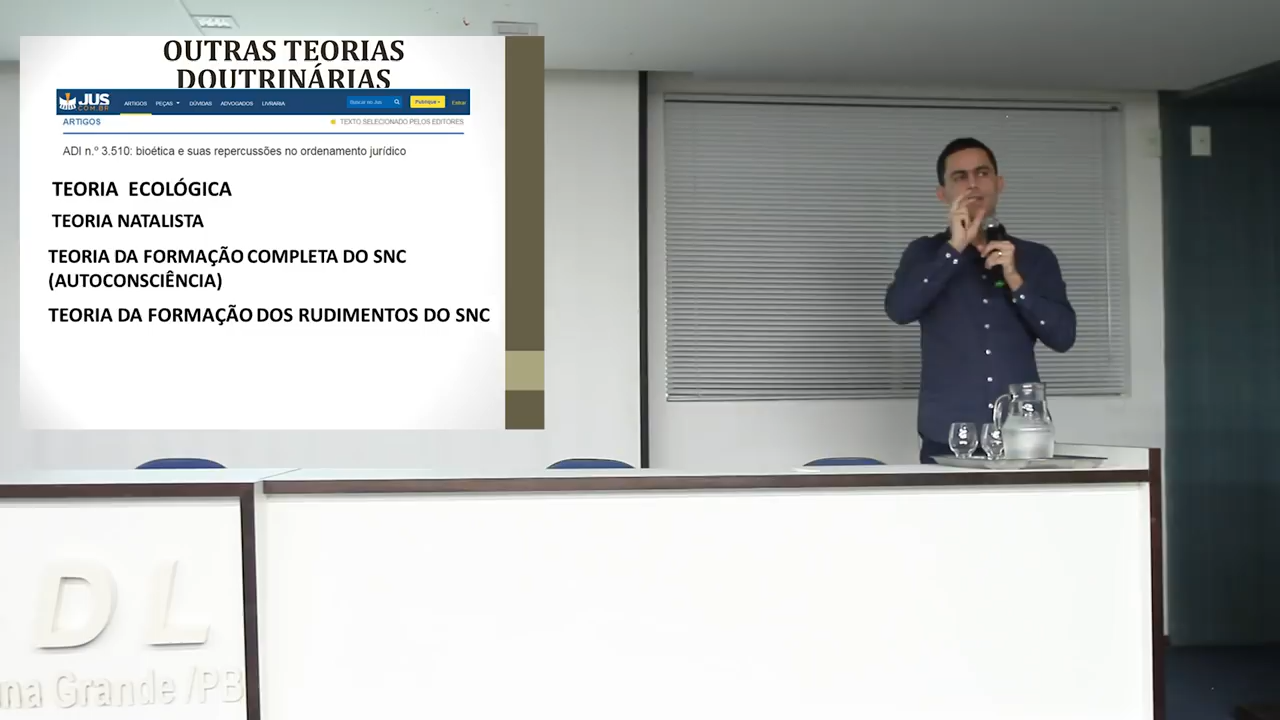 OUTRAS TEORIAS
DOUTRINÁRIAS
JUS
COM.BR
ARTIGOS PEÇAS DÚVIDAS ADVOGADOS LIVRARIA Buscar no Jus Publique Entrar
ARTIGOS TEXTO SELECIONADO PELOS EDITORES
ADI n.º 3.510: bioética e suas repercussões no ordenamento jurídico
TEORIA ECOLÓGICA
TEORIA NATALISTA
TEORIA DA FORMAÇÃO COMPLETA DO SNC
(AUTOCONSCIÊNCIA)
TEORIA DA FORMAÇÃO DOS RUDIMENTOS DO SNC
D L
na Grande /PB